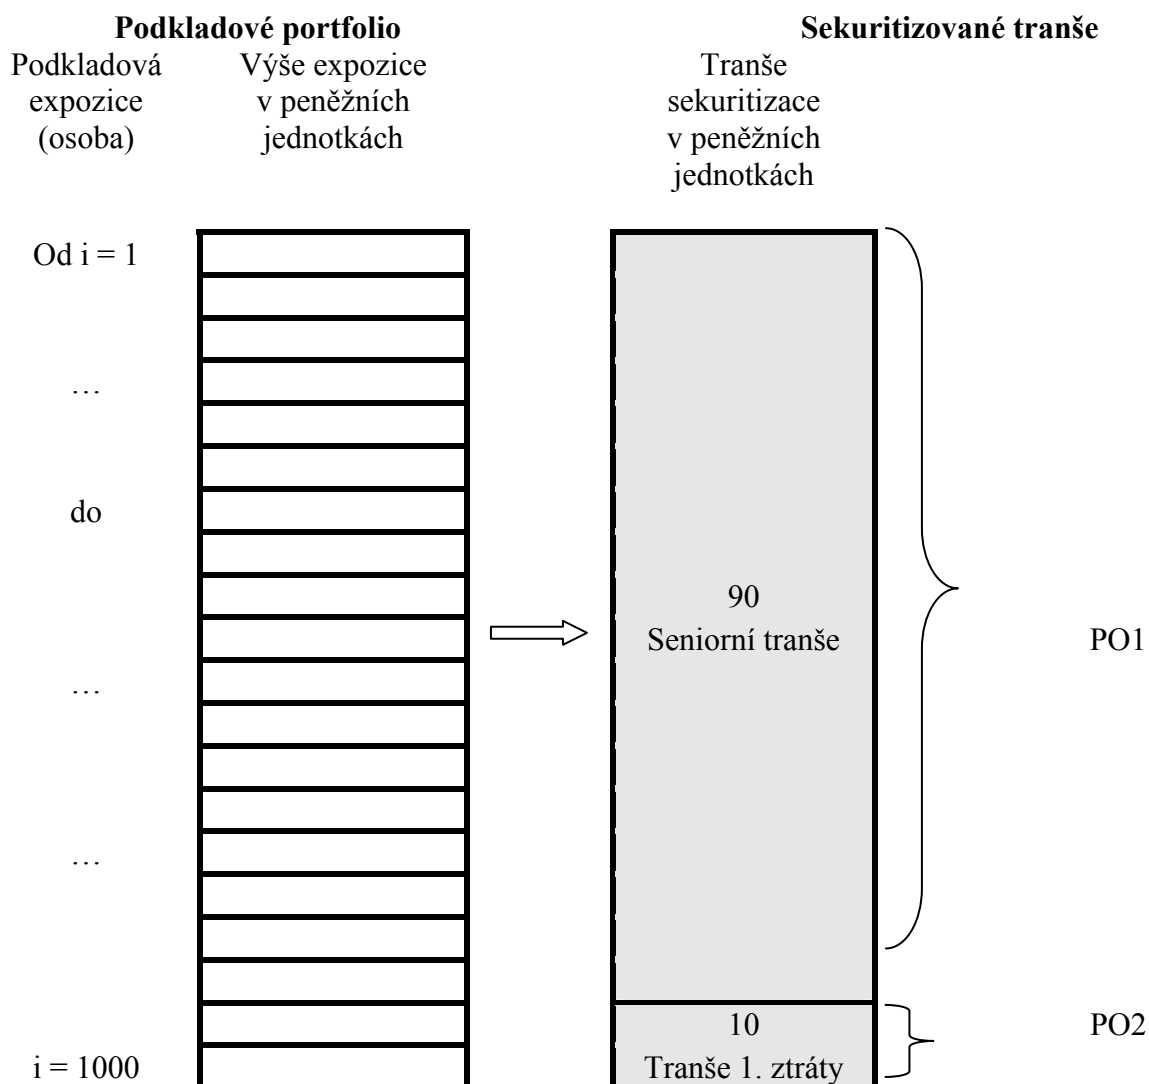 Podkladové portfolio
Sekuritizované tranše
Podkladová
expozice
(osoba)
Výše expozice
v peněžních
jednotkách
Tranše
sekuritizace
v peněžních
jednotkách
Od i = 1
…
do
…
…
i = 1000
90
Seniorní tranše
PO1
10
Tranše 1. ztráty
PO2